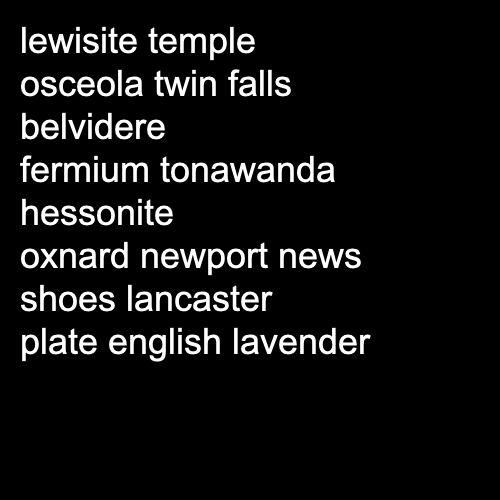 lewisite temple
osceola twin falls
belvidere
fermium tonawanda
hessonite
oxnard newport news
shoes lancaster
plate english lavender